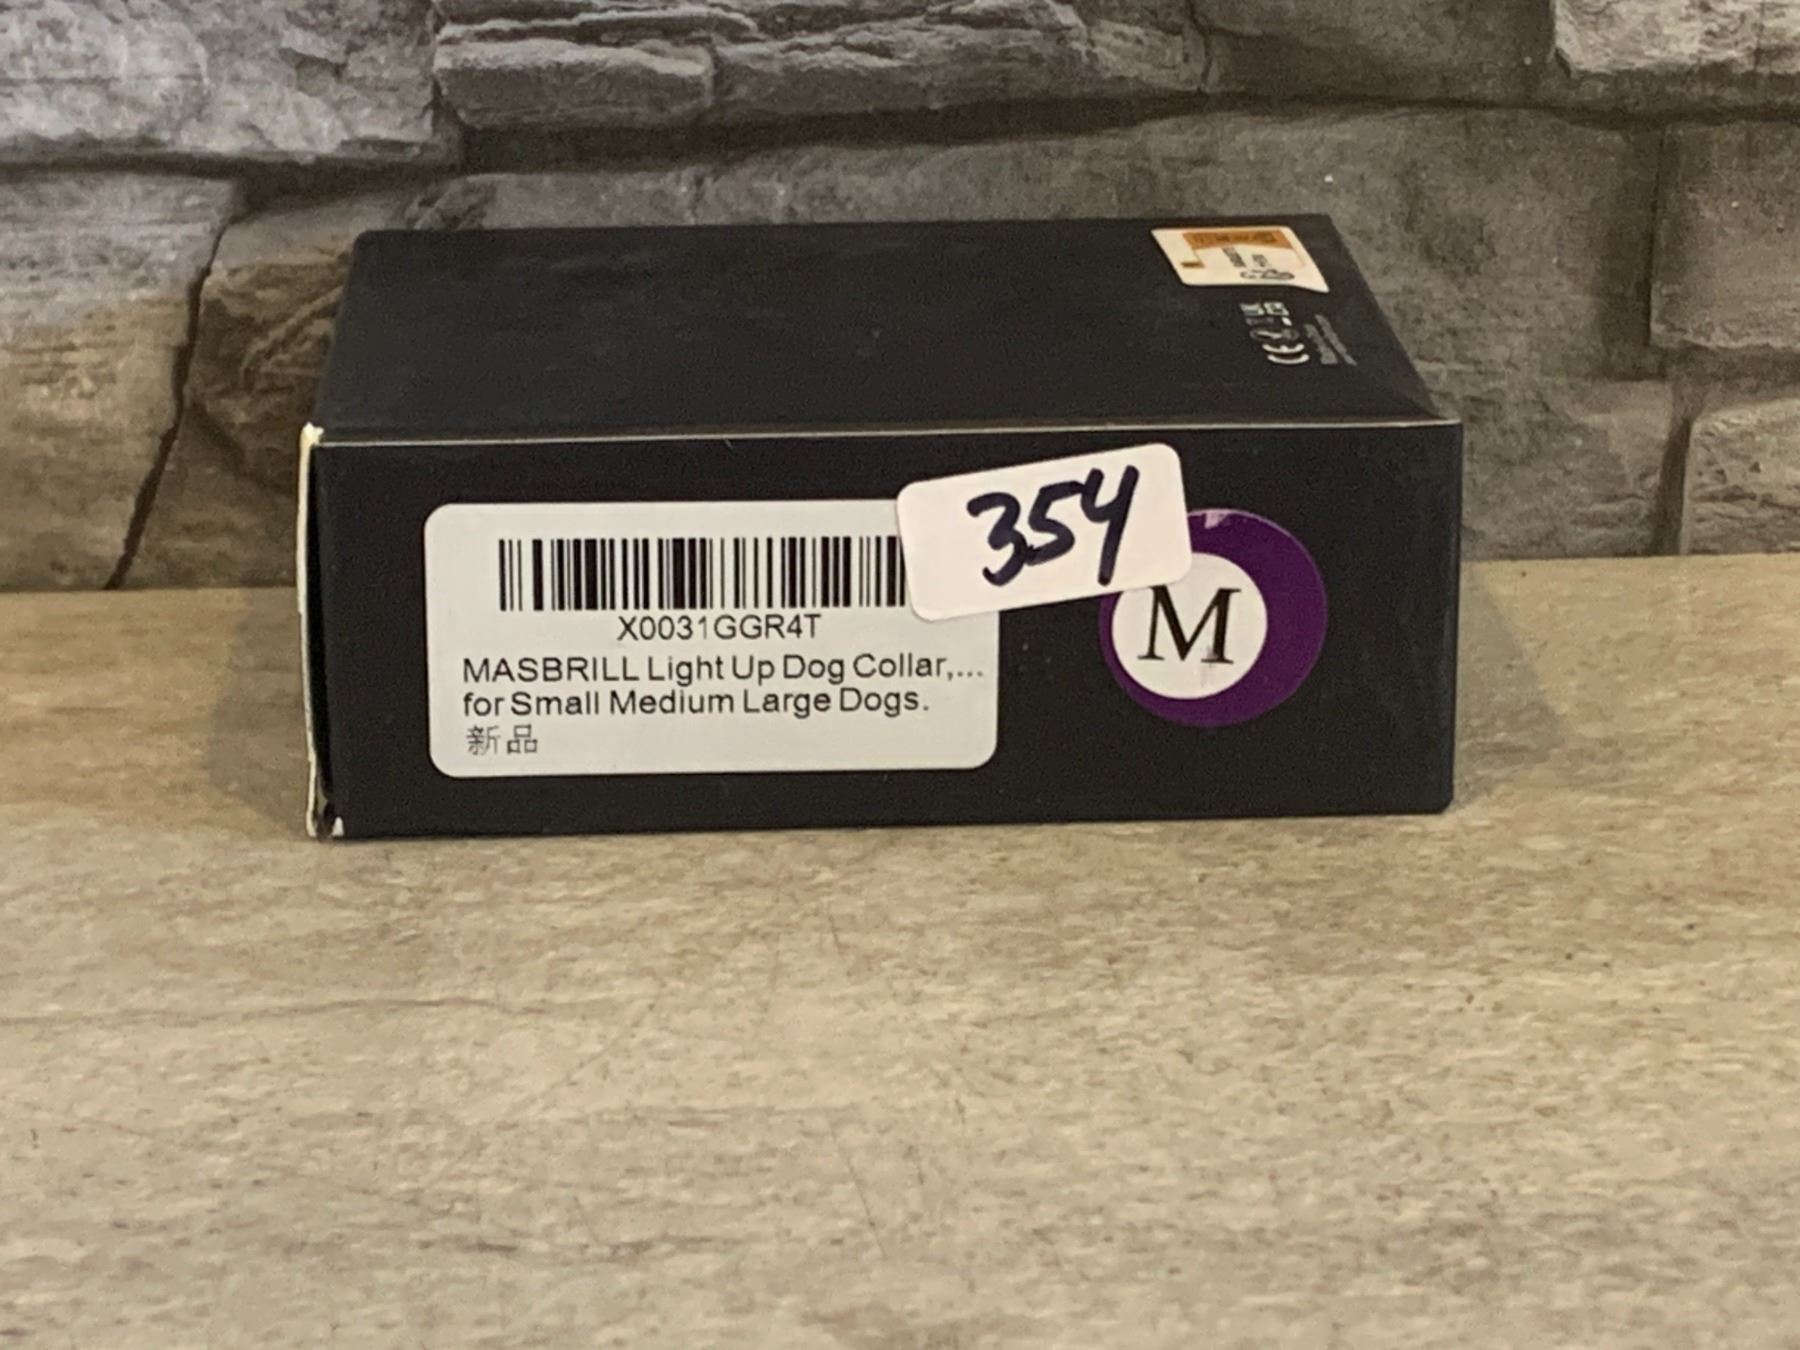 354
X0031GGR4T
MASBRILL Light Up Dog Collar,...
for Small Medium Large Dogs.
新品
M